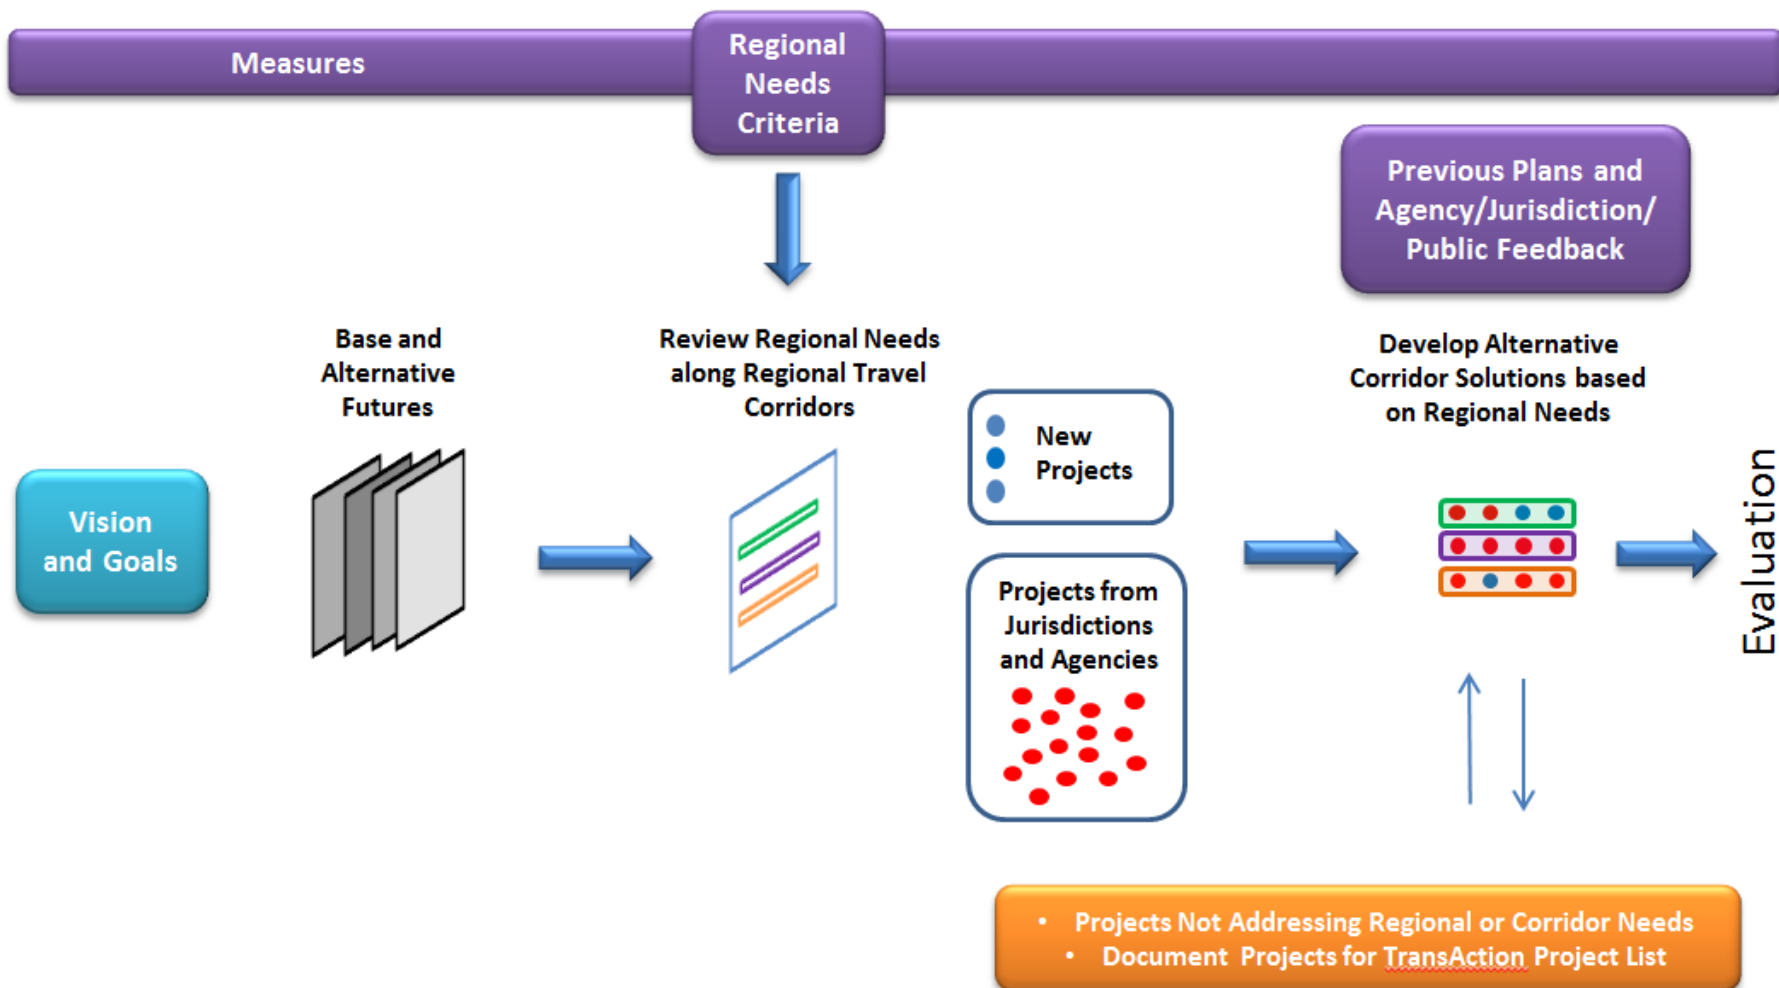 Measures
Regional
Needs
Criteria
Previous Plans and
Agency/Jurisdiction/
Public Feedback
Base and
Alternative
Futures
Review Regional Needs
along Regional Travel
Corridors
Develop Alternative
Corridor Solutions based
on Regional Needs
Vision
and Goals
New
Projects
Projects from
Jurisdictions
and Agencies
Evaluation
• Projects Not Addressing Regional or Corridor Needs
• Document Projects for TransAction Project List